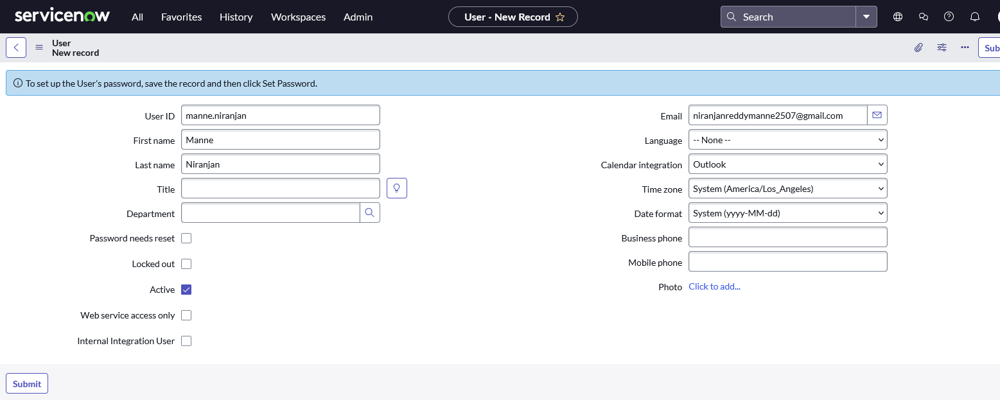 servicenow All Favorites History Workspaces Admin User - New Record Search
User
New record
Sub
To set up the User's password, save the record and then click Set Password.
User ID manne.niranjan
First name Manne
Last name Niranjan
Title
Department
Password needs reset
Locked out
Active
Web service access only
Internal Integration User
Email niranjanreddymanne2507@gmail.com
Language -- None --
Calendar integration Outlook
Time zone System (America/Los_Angeles)
Date format System (yyyy-MM-dd)
Business phone
Mobile phone
Photo Click to add...
Submit